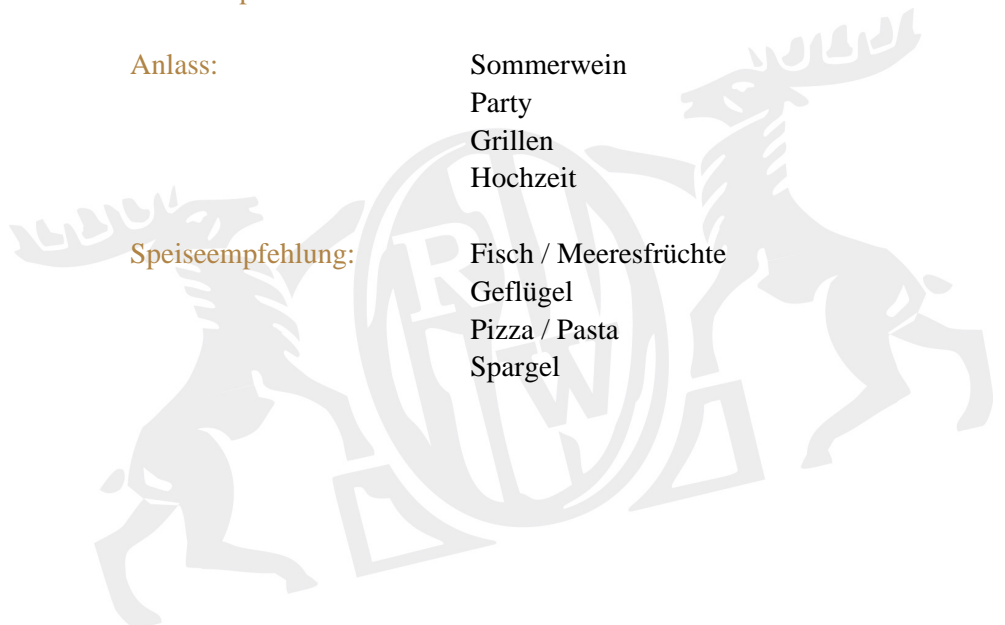 Anlass: Sommerwein
Party
Grillen
Hochzeit
Speiseempfehlung: Fisch / Meeresfrüchte
Geflügel
Pizza / Pasta
Spargel
R
W